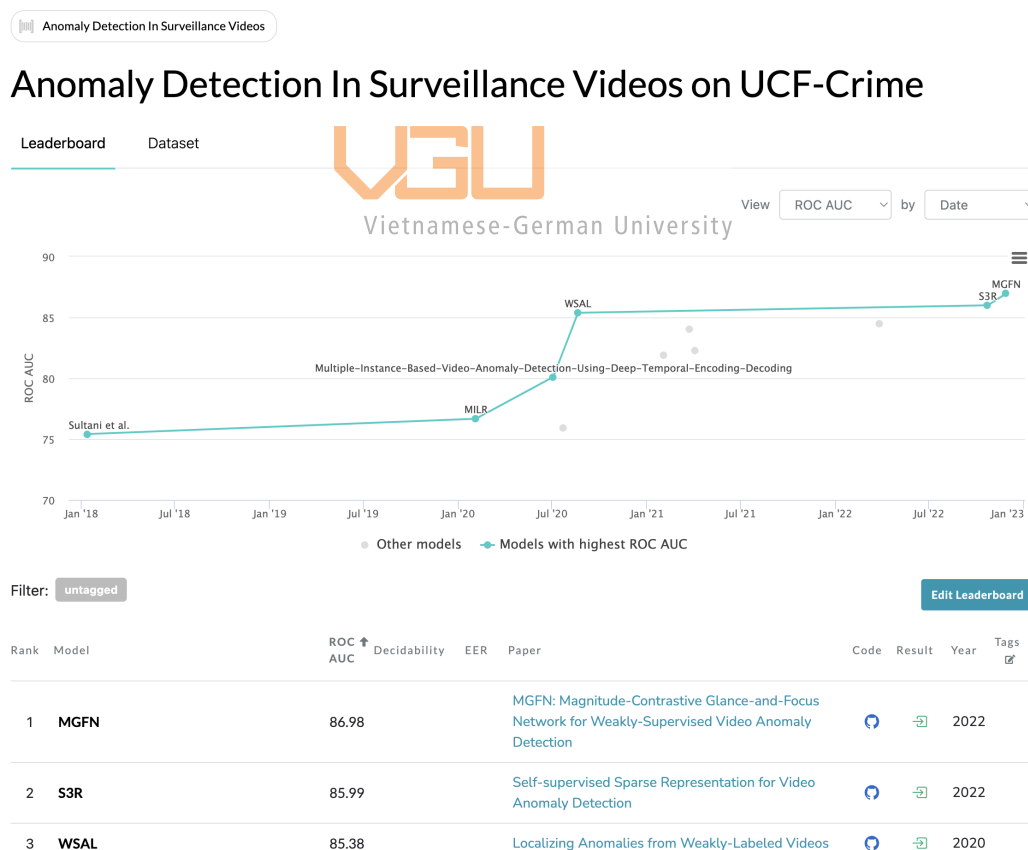 Anomaly Detection In Surveillance Videos
Anomaly Detection In Surveillance Videos on UCF-Crime
Leaderboard Dataset
VGU
Vietnamese-German University
View ROC AUC by Date
90
MGFN
S3R
WSAL
85
ROC AUC
Multiple-Instance-Based-Video-Anomaly-Detection-Using-Deep-Temporal-Encoding-Decoding
80
MILR
Sultani et al.
75
70
Jan '18 Jul '18 Jan '19 Jul '19 Jan '20 Jul '20 Jan '21 Jul '21 Jan '22 Jul '22 Jan '23
Other models Models with highest ROC AUC
Filter: untagged
Edit Leaderboard
Rank Model ROC AUC Decidability EER Paper Code Result Year Tags
1 MGFN 86.98 MGFN: Magnitude-Contrastive Glance-and-Focus
Network for Weakly-Supervised Video Anomaly
Detection 2022
2 S3R 85.99 Self-supervised Sparse Representation for Video
Anomaly Detection 2022
3 WSAL 85.38 Localizing Anomalies from Weakly-Labeled Videos 2020